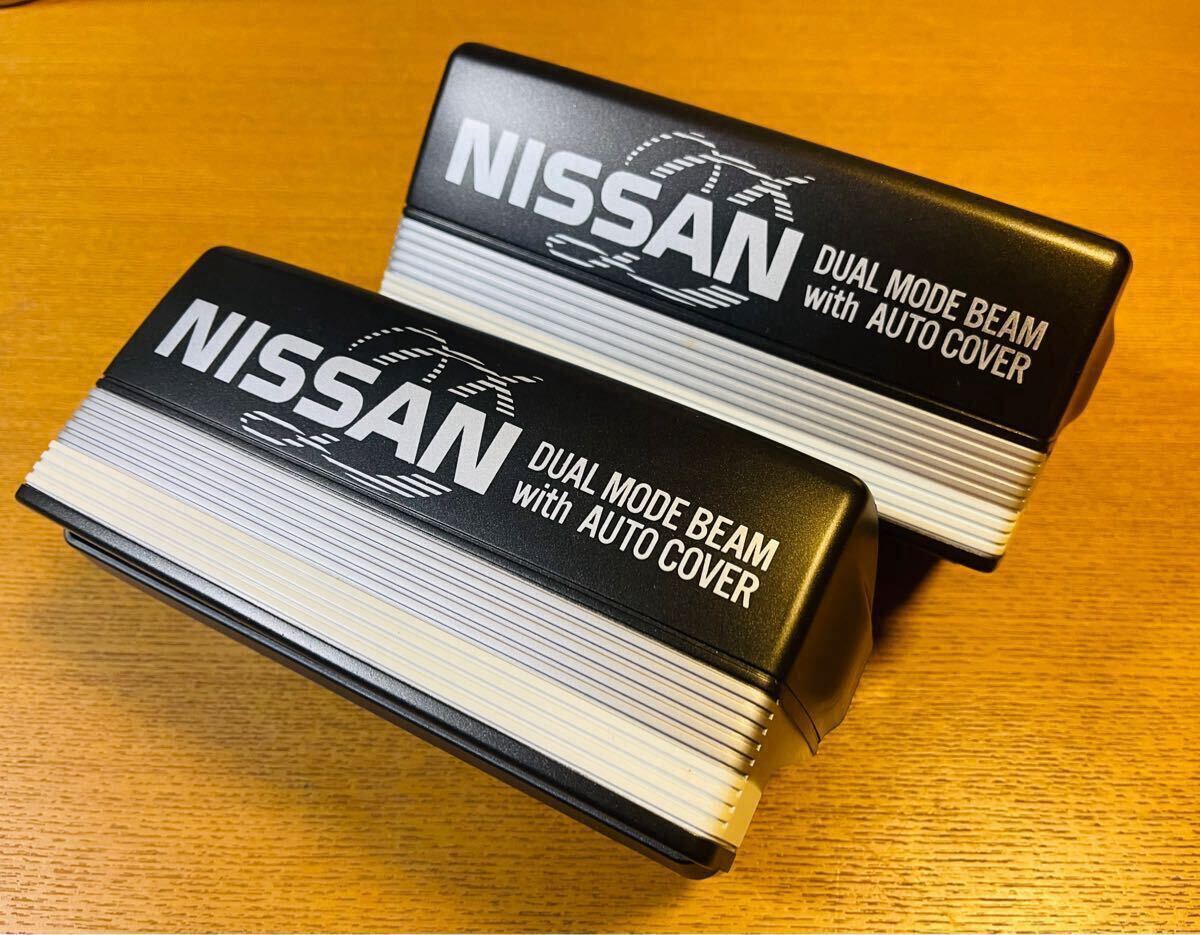 NISSAN
DUAL MODE BEAM
with AUTO COVER
NISSAN
DUAL MODE BEAM
with AUTO COVER